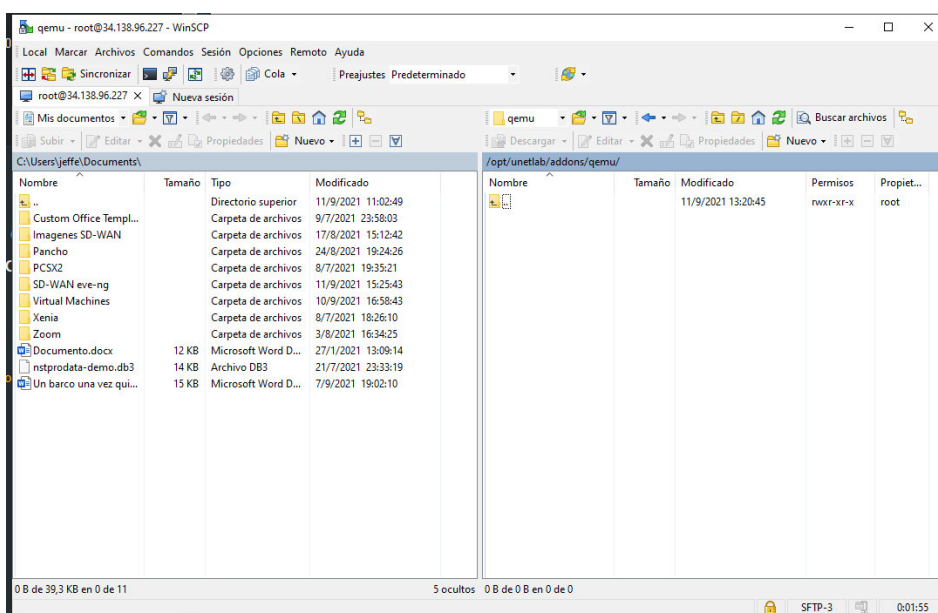 qemu - root@34.138.96.227 - WinSCP
Local Marcar Archivos Comandos Sesión Opciones Remoto Ayuda
Sincronizar Cola Preajustes Predeterminado
root@34.138.96.227 Nueva sesión
Mis documentos
qemu Buscar archivos
Subir Editar Propiedades Nuevo
Descargar Editar Propiedades Nuevo
C:\Users\jeffe\Documents\
Nombre Tamaño Tipo Modificado
.. Directorio superior 11/9/2021 11:02:49
Custom Office Templ... Carpeta de archivos 9/7/2021 23:58:03
Imagenes SD-WAN Carpeta de archivos 17/8/2021 15:12:42
Pancho Carpeta de archivos 24/8/2021 19:24:26
PCSX2 Carpeta de archivos 8/7/2021 19:35:21
SD-WAN eve-ng Carpeta de archivos 11/9/2021 15:25:43
Virtual Machines Carpeta de archivos 10/9/2021 16:58:43
Xenia Carpeta de archivos 8/7/2021 18:26:10
Zoom Carpeta de archivos 3/8/2021 16:34:25
Documento.docx 12 KB Microsoft Word D... 27/1/2021 13:09:14
nstprodata-demo.db3 14 KB Archivo DB3 21/7/2021 23:33:19
Un barco una vez qui... 15 KB Microsoft Word D... 7/9/2021 19:02:10
/opt/unetlab/addons/qemu/
Nombre Tamaño Modificado Permisos Propiet...
.. 11/9/2021 13:20:45 rwxr-xr-x root
0 B de 39,3 KB en 0 de 11 5 ocultos
0 B de 0 B en 0 de 0
SFTP-3 0:01:55